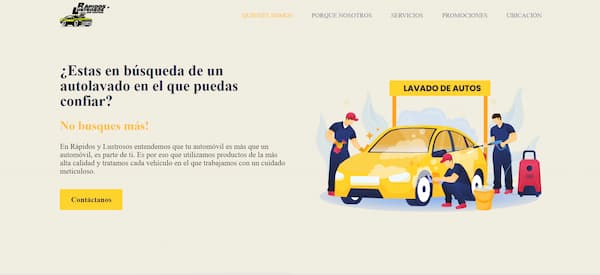 RÁPIDOS Y
LUSTROSOS
QUIENES SOMOS PORQUE NOSOTROS SERVICIOS PROMOCIONES UBICACIÓN
¿Estas en búsqueda de un
autolavado en el que puedas
confiar?
No busques más!
En Rápidos y Lustrosos entendemos que tu automóvil es más que un
automóvil, es parte de ti. Es por eso que utilizamos productos de la más
alta calidad y tratamos cada vehículo en el que trabajamos con un cuidado
meticuloso.
Contáctanos
LAVADO DE AUTOS